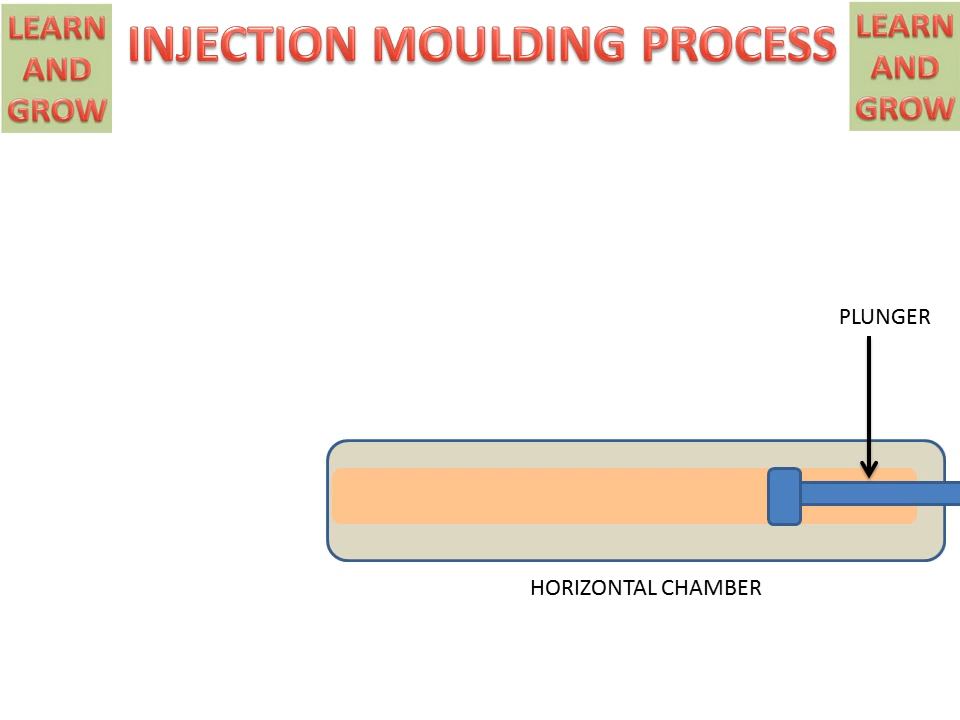 LEARN
AND
GROW
INJECTION MOULDING PROCESS
LEARN
AND
GROW
PLUNGER
HORIZONTAL CHAMBER